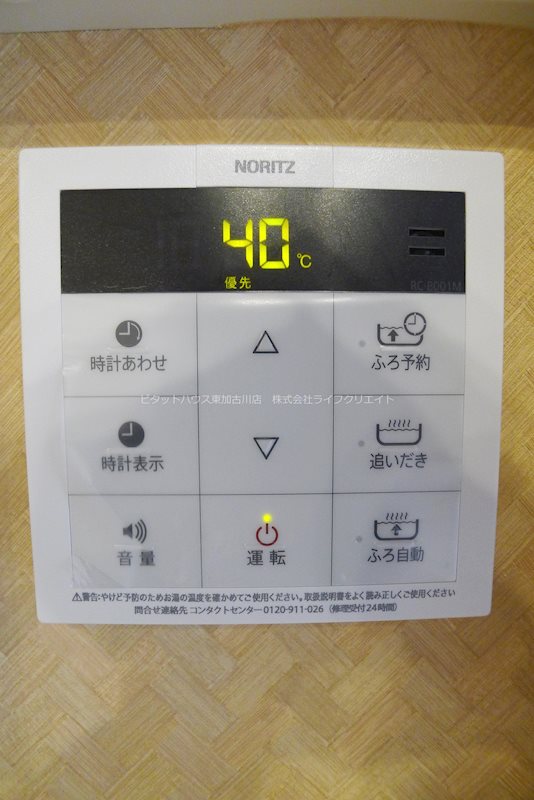 NORITZ
40℃
優先
RC-B001M
時計あわせ
ふろ予約
ピタットハウス東加古川店 株式会社ライフクリエイト
時計表示
追いだき
音量
運転
ふろ自動
⚠警告:やけど予防のためお湯の温度を確かめてご使用ください。取扱説明書をよく読み正しくご使用ください
問合せ連絡先 コンタクトセンター0120-911-026(修理受付24時間)